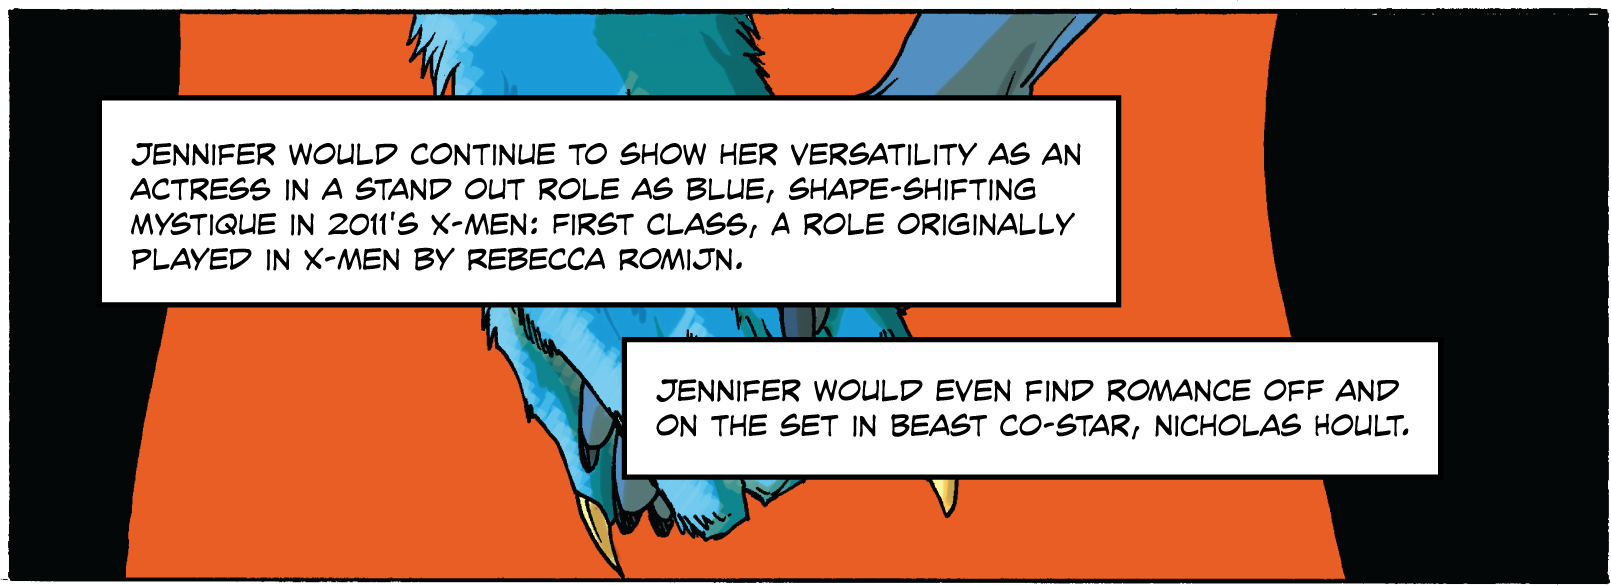 JENNIFER WOULD CONTINUE TO SHOW HER VERSATILITY AS AN
ACTRESS IN A STAND OUT ROLE AS BLUE, SHAPE-SHIFTING
MYSTIQUE IN 2011'S X-MEN: FIRST CLASS, A ROLE ORIGINALLY
PLAYED IN X-MEN BY REBECCA ROMIJN.
JENNIFER WOULD EVEN FIND ROMANCE OFF AND
ON THE SET IN BEAST CO-STAR, NICHOLAS HOULT.